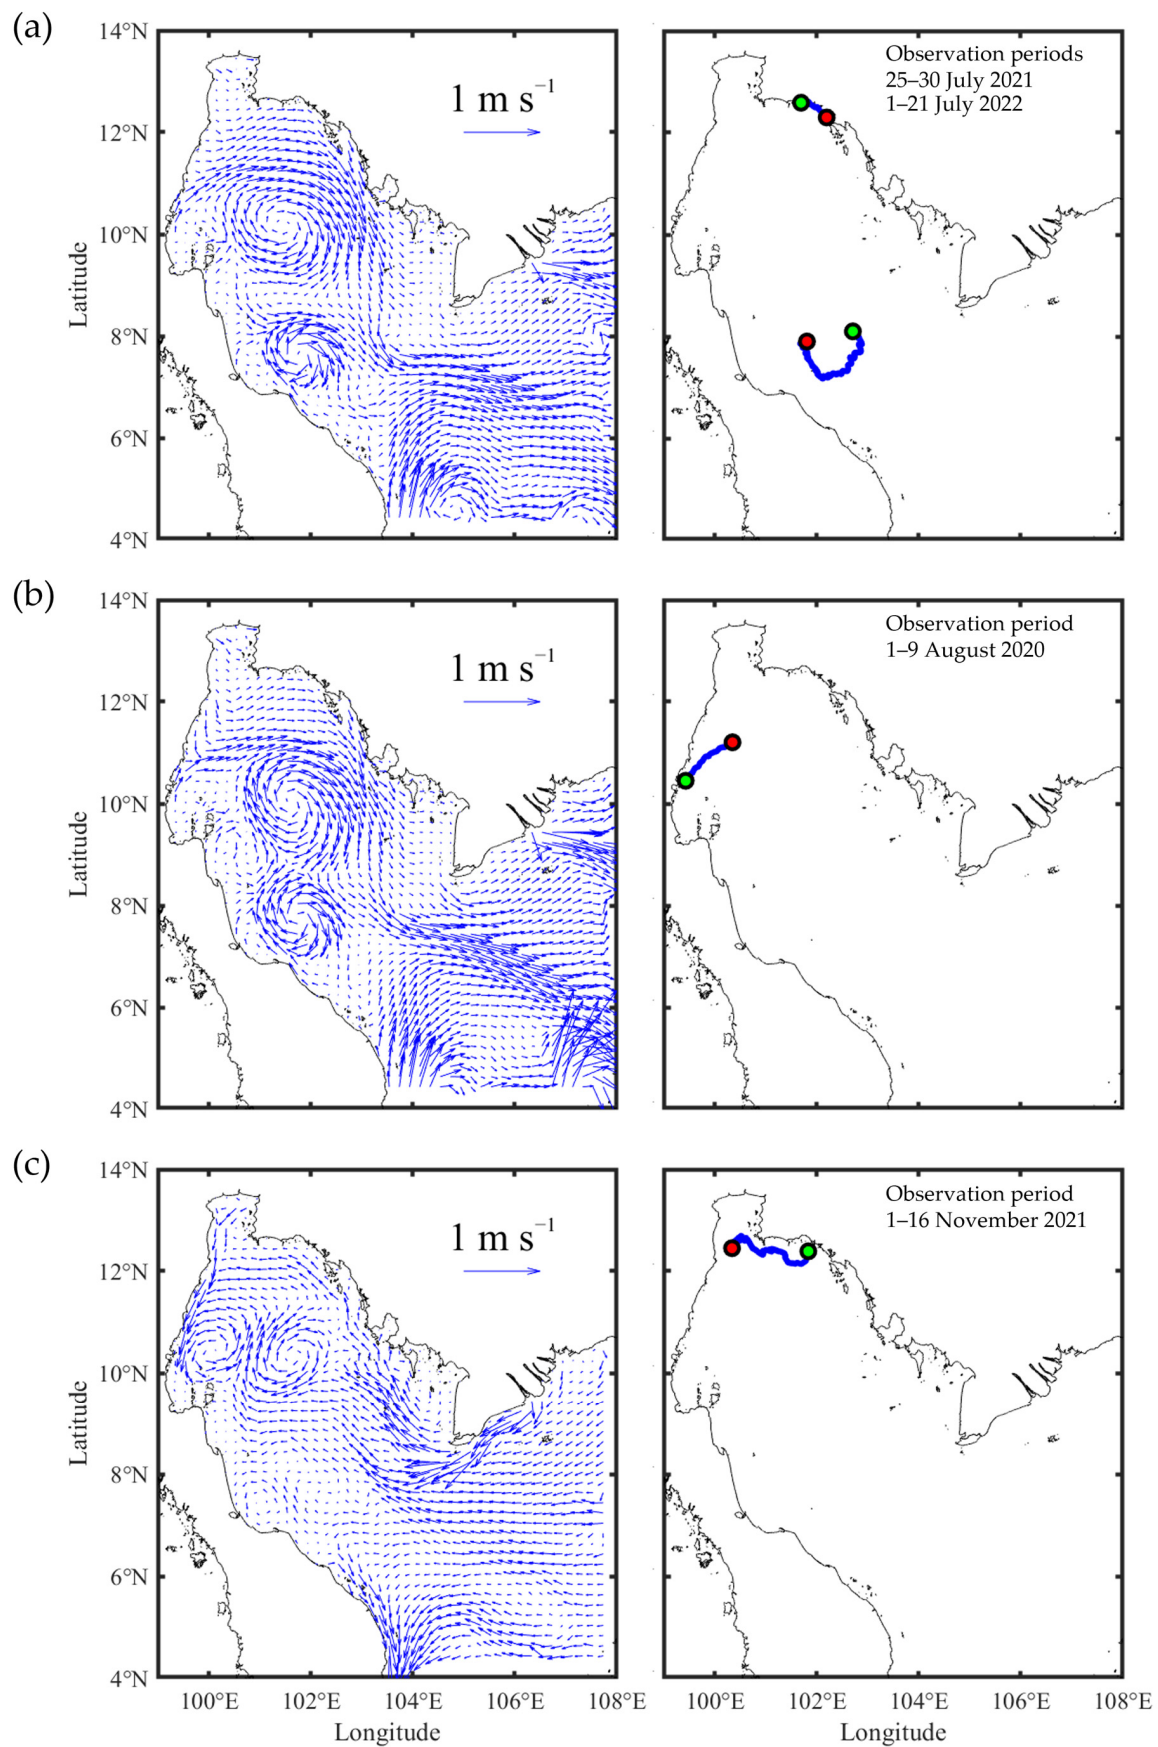 (a)
14°N
12°N
10°N
8°N
6°N
4°N
Latitude
1 m s⁻¹
Observation periods
25–30 July 2021
1–21 July 2022
(b)
14°N
12°N
10°N
8°N
6°N
4°N
Latitude
1 m s⁻¹
Observation period
1–9 August 2020
(c)
14°N
12°N
10°N
8°N
6°N
4°N
Latitude
1 m s⁻¹
Observation period
1–16 November 2021
100°E 102°E 104°E 106°E 108°E
Longitude
100°E 102°E 104°E 106°E 108°E
Longitude